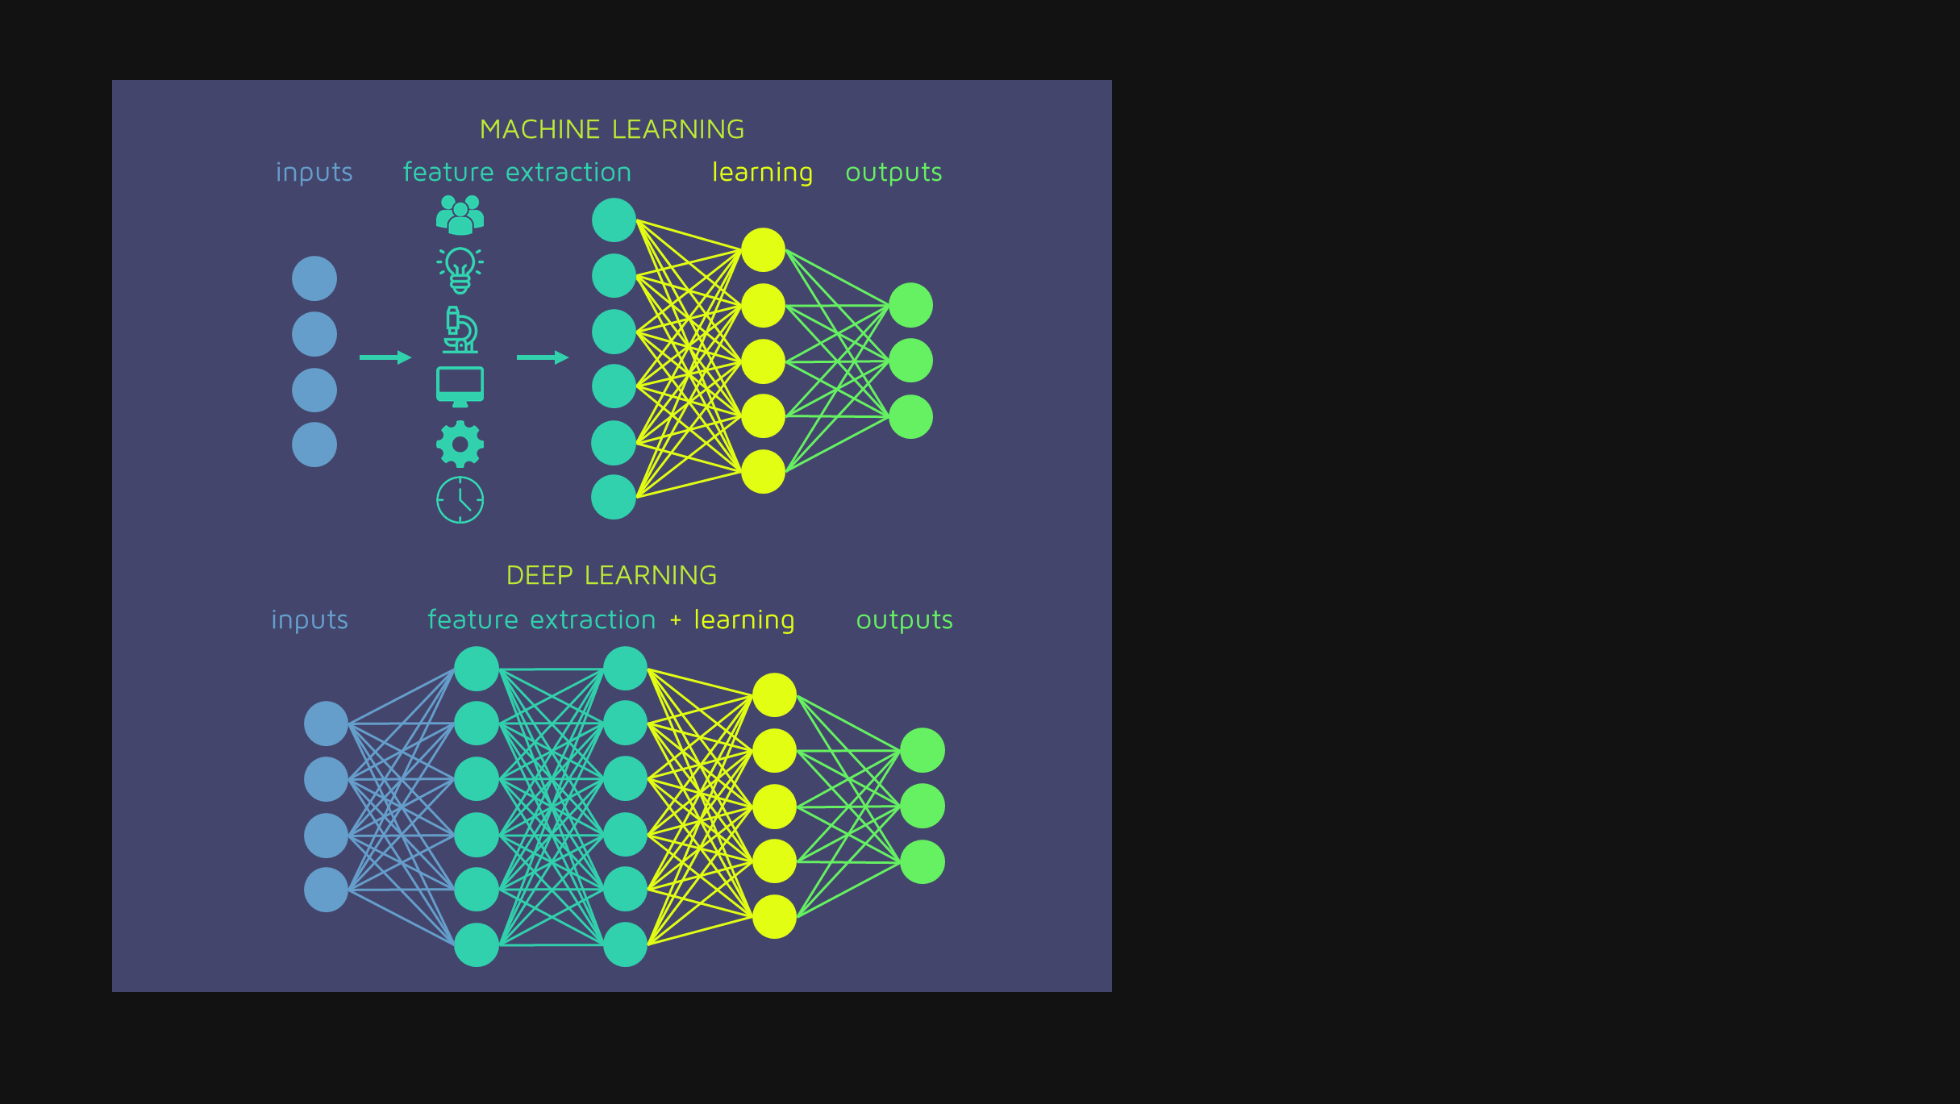 MACHINE LEARNING
inputs feature extraction learning outputs
DEEP LEARNING
inputs feature extraction + learning outputs